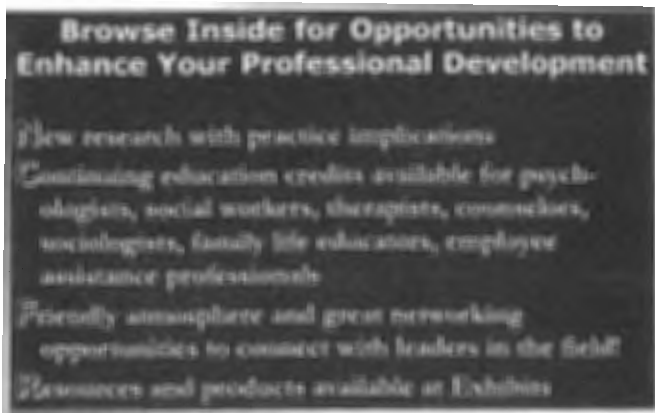 Browse Inside for Opportunities to
Enhance Your Professional Development
New research with practice implications
Continuing education credits available for psych-
ologists, social workers, therapists, counselors,
sociologists, family life educators, employee
assistance professionals
Friendly atmosphere and great networking
opportunities to connect with leaders in the field!
Resources and products available at Exhibits